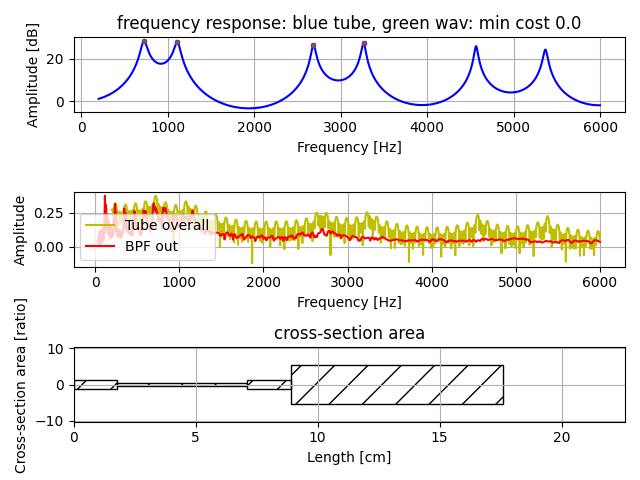 frequency response: blue tube, green wav: min cost 0.0
Amplitude [dB]
20
0
0
1000
2000
3000
4000
5000
6000
Frequency [Hz]
Amplitude
0.25
0.00
Tube overall
BPF out
0
1000
2000
3000
4000
5000
6000
Frequency [Hz]
cross-section area
Cross-section area [ratio]
10
0
−10
0
5
10
15
20
Length [cm]